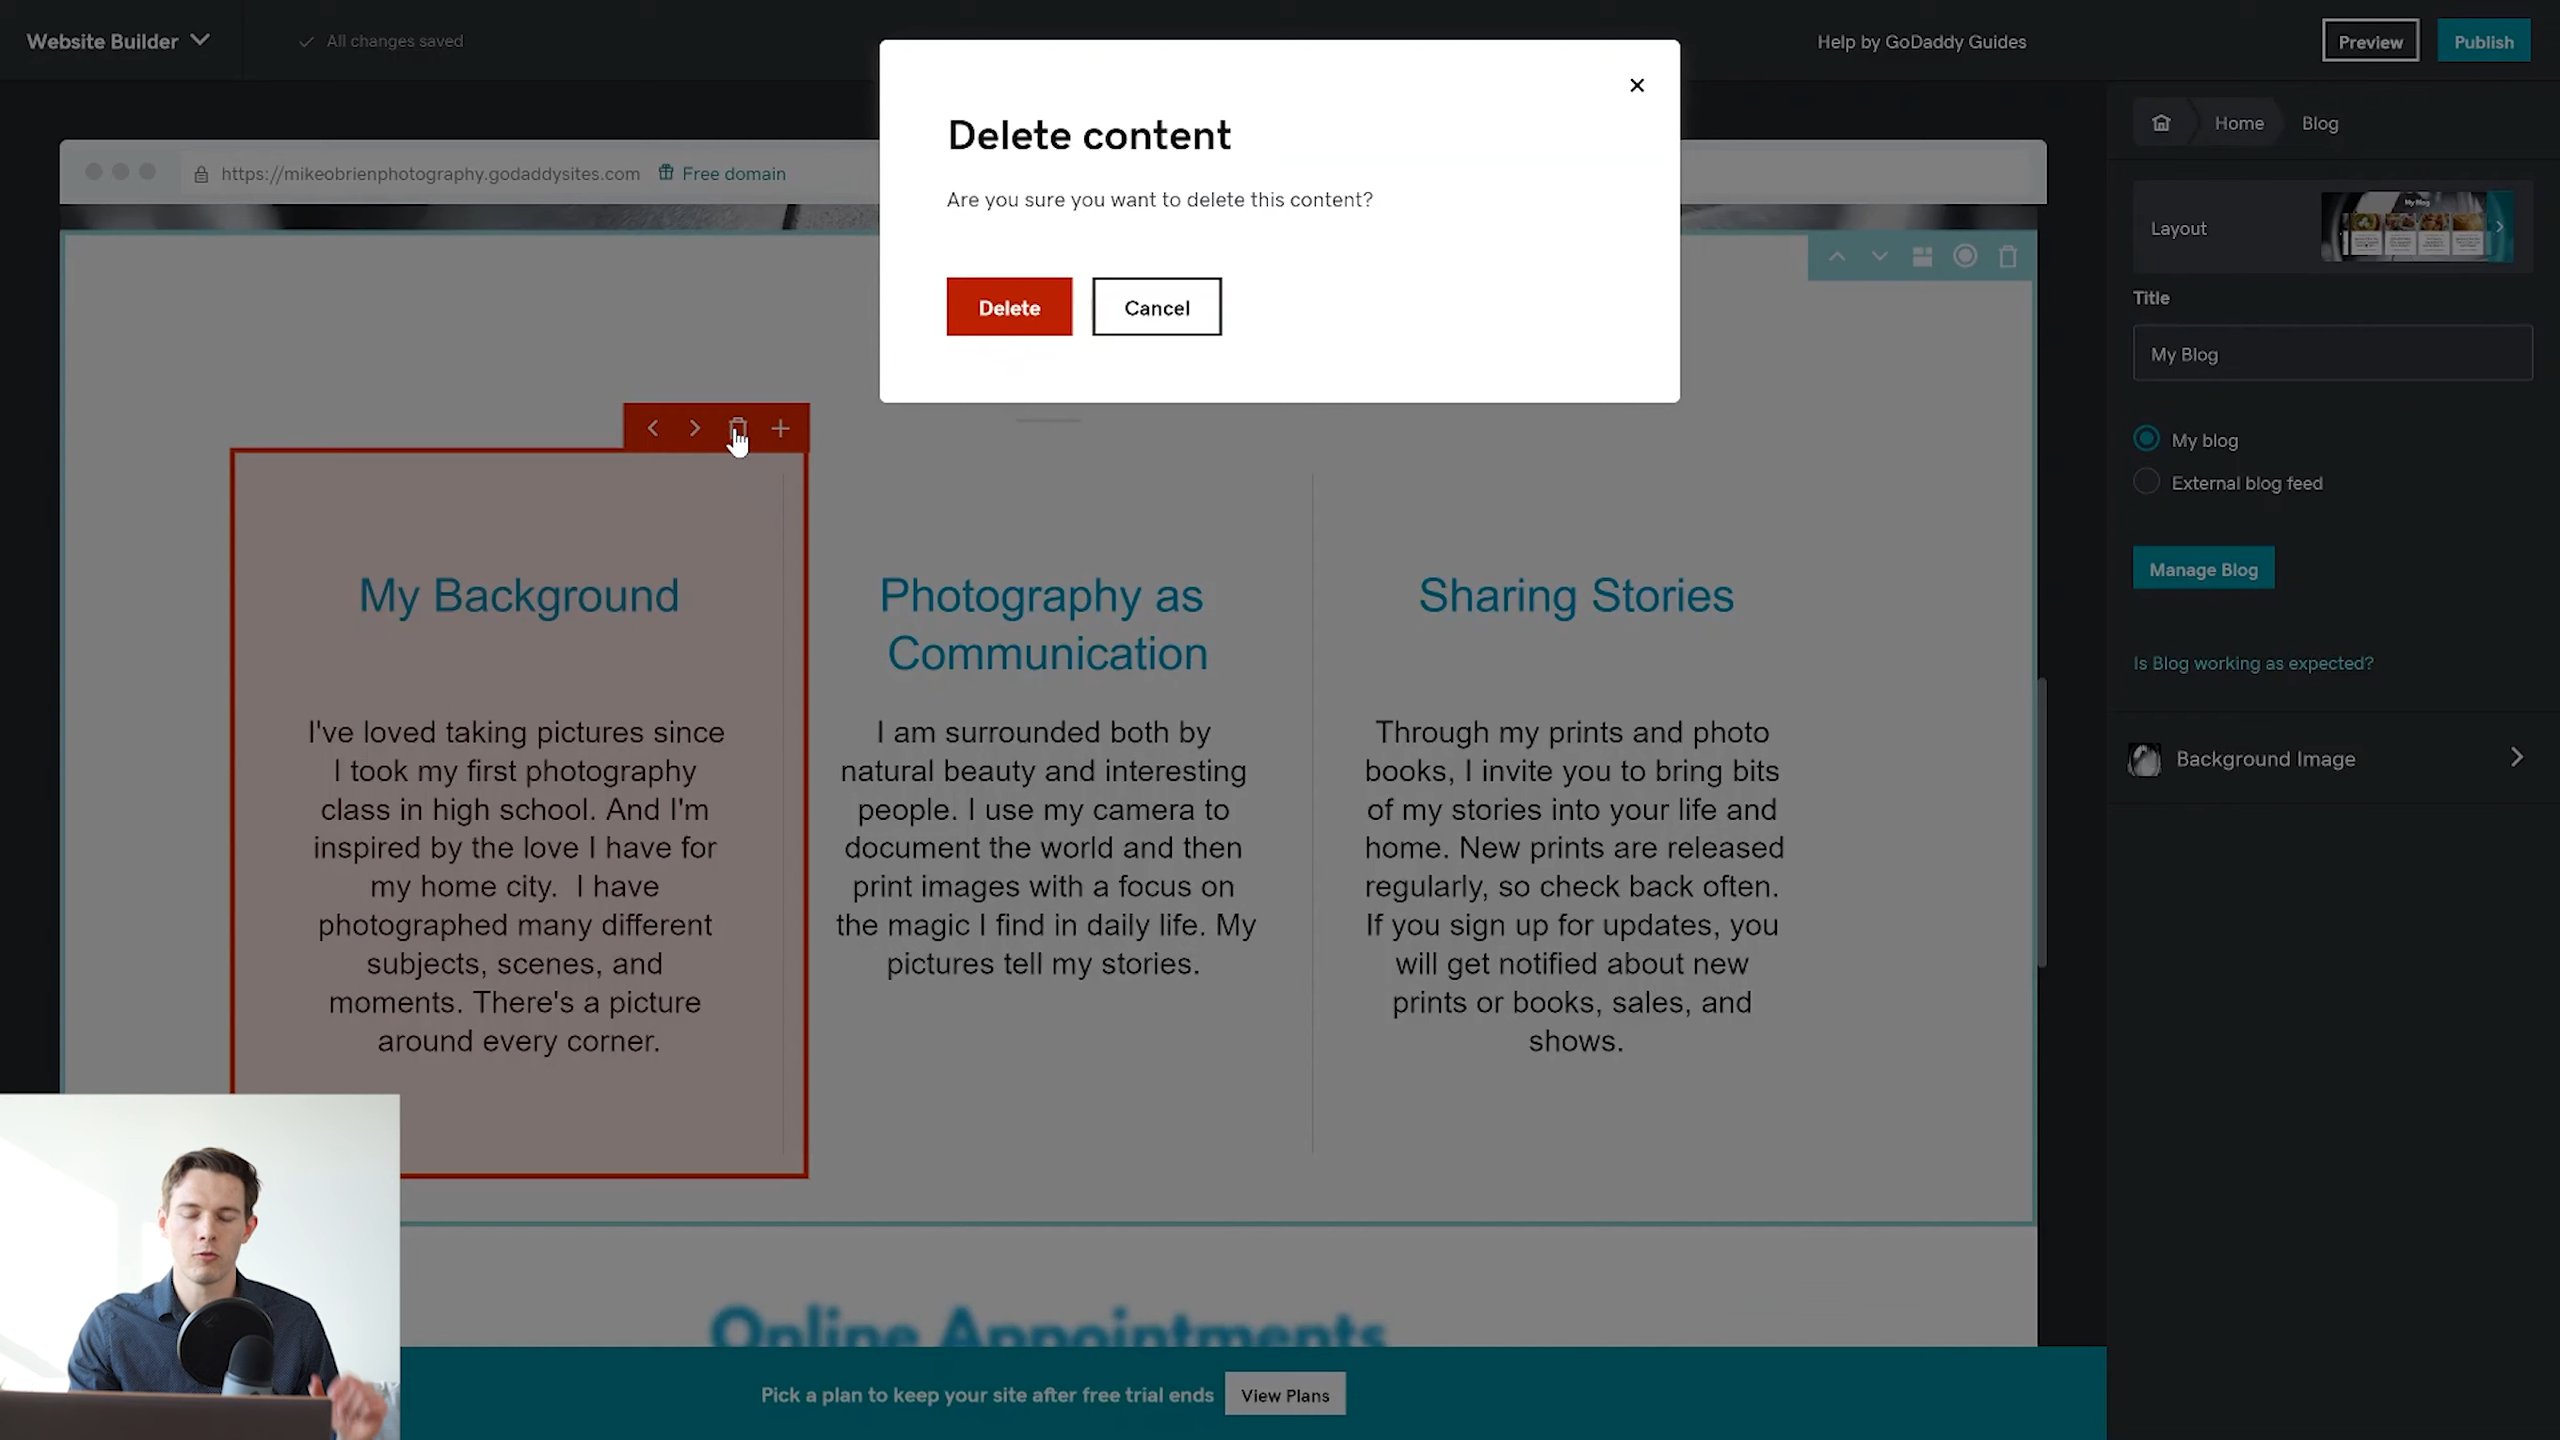 Website Builder
All changes saved
Help by GoDaddy Guides
Preview
Publish
Delete content
Are you sure you want to delete this content?
Delete
Cancel
https://mikeobrienphotography.godaddysites.com
Free domain
Home
Blog
Layout
My Blog
Title
My Blog
My blog
External blog feed
Manage Blog
Is Blog working as expected?
Background Image
My Background
I've loved taking pictures since
I took my first photography
class in high school. And I'm
inspired by the love I have for
my home city.  I have
photographed many different
subjects, scenes, and
moments. There's a picture
around every corner.
Photography as
Communication
I am surrounded both by
natural beauty and interesting
people. I use my camera to
document the world and then
print images with a focus on
the magic I find in daily life. My
pictures tell my stories.
Sharing Stories
Through my prints and photo
books, I invite you to bring bits
of my stories into your life and
home. New prints are released
regularly, so check back often.
If you sign up for updates, you
will get notified about new
prints or books, sales, and
shows.
Online Appointments
Pick a plan to keep your site after free trial ends
View Plans